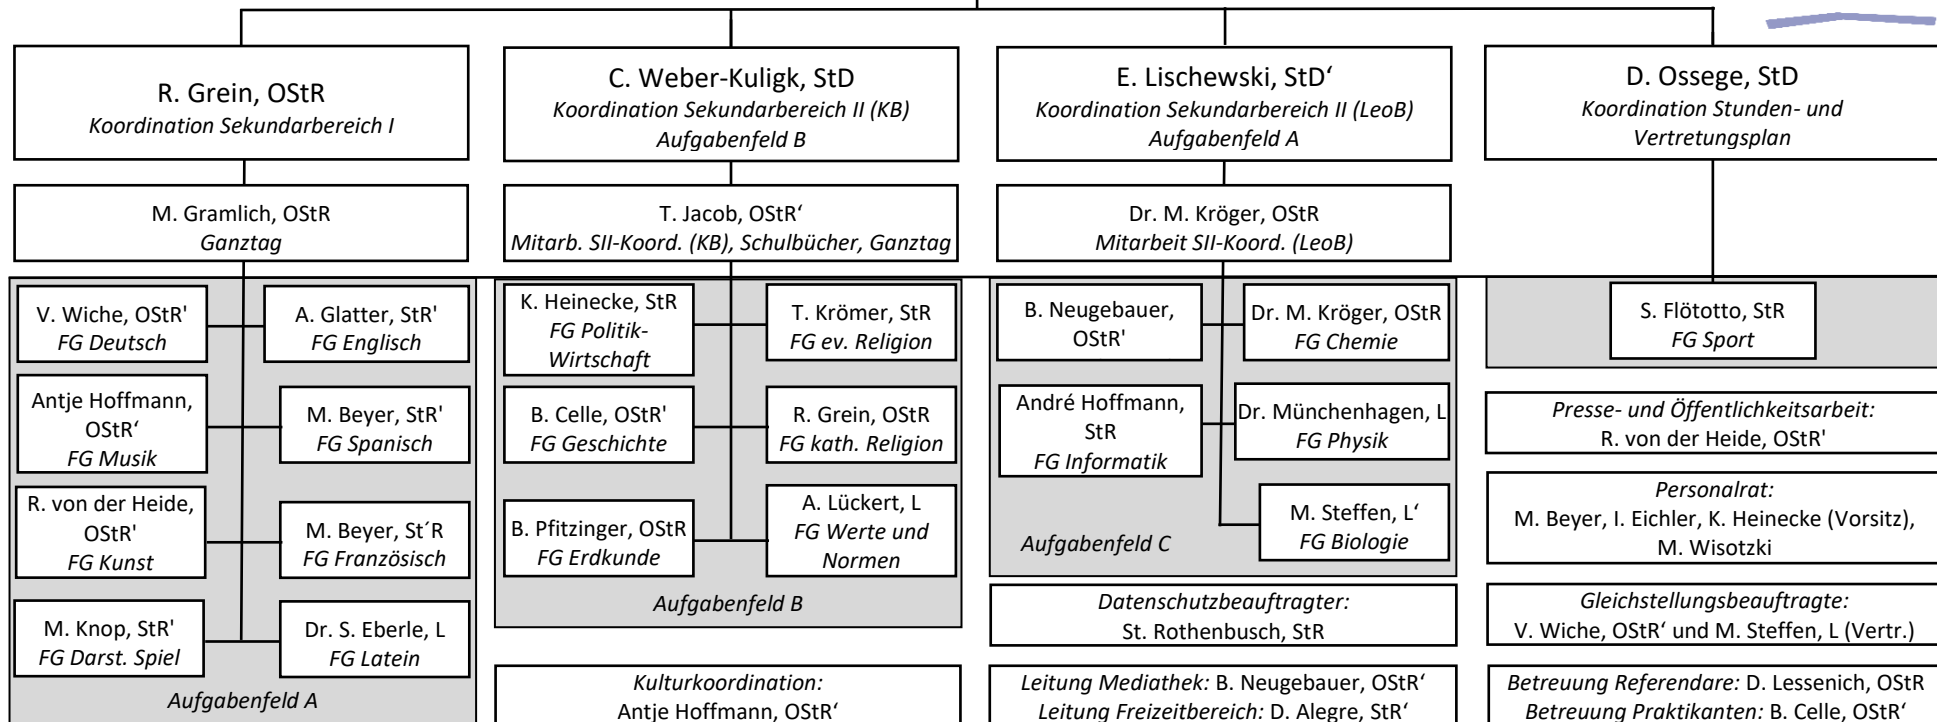 R. Grein, OStR
Koordination Sekundarbereich I
C. Weber-Kuligk, StD
Koordination Sekundarbereich II (KB)
Aufgabenfeld B
E. Lischewski, StD‘
Koordination Sekundarbereich II (LeoB)
Aufgabenfeld A
D. Ossege, StD
Koordination Stunden- und
Vertretungsplan
M. Gramlich, OStR
Ganztag
T. Jacob, OStR‘
Mitarb. SII-Koord. (KB), Schulbücher, Ganztag
Dr. M. Kröger, OStR
Mitarbeit SII-Koord. (LeoB)
V. Wiche, OStR'
FG Deutsch
A. Glatter, StR'
FG Englisch
Antje Hoffmann,
OStR‘
FG Musik
M. Beyer, StR'
FG Spanisch
R. von der Heide,
OStR'
FG Kunst
M. Beyer, St´R
FG Französisch
M. Knop, StR'
FG Darst. Spiel
Dr. S. Eberle, L
FG Latein
Aufgabenfeld A
K. Heinecke, StR
FG Politik-
Wirtschaft
T. Krömer, StR
FG ev. Religion
B. Celle, OStR'
FG Geschichte
R. Grein, OStR
FG kath. Religion
B. Pfitzinger, OStR
FG Erdkunde
A. Lückert, L
FG Werte und
Normen
Aufgabenfeld B
Kulturkoordination:
Antje Hoffmann, OStR‘
B. Neugebauer,
OStR'
Dr. M. Kröger, OStR
FG Chemie
André Hoffmann,
StR
FG Informatik
Dr. Münchenhagen, L
FG Physik
M. Steffen, L‘
FG Biologie
Aufgabenfeld C
Datenschutzbeauftragter:
St. Rothenbusch, StR
Leitung Mediathek: B. Neugebauer, OStR‘
Leitung Freizeitbereich: D. Alegre, StR‘
S. Flötotto, StR
FG Sport
Presse- und Öffentlichkeitsarbeit:
R. von der Heide, OStR'
Personalrat:
M. Beyer, I. Eichler, K. Heinecke (Vorsitz),
M. Wisotzki
Gleichstellungsbeauftragte:
V. Wiche, OStR‘ und M. Steffen, L (Vertr.)
Betreuung Referendare: D. Lessenich, OStR
Betreuung Praktikanten: B. Celle, OStR‘